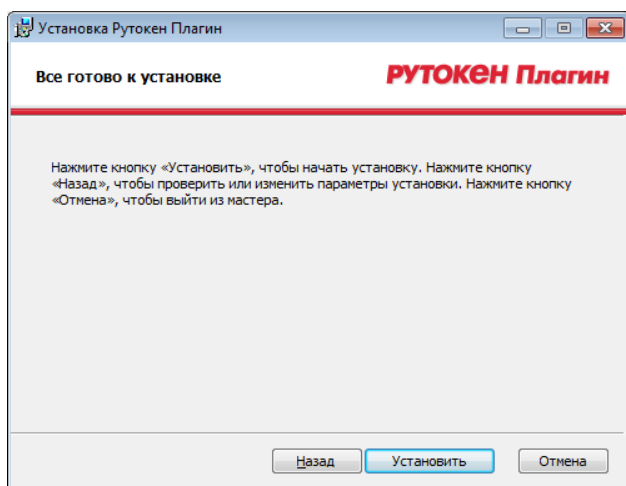 Установка Рутокен Плагин
Все готово к установке
РУТОКЕН Плагин
Нажмите кнопку «Установить», чтобы начать установку. Нажмите кнопку
«Назад», чтобы проверить или изменить параметры установки. Нажмите кнопку
«Отмена», чтобы выйти из мастера.
Назад
Установить
Отмена